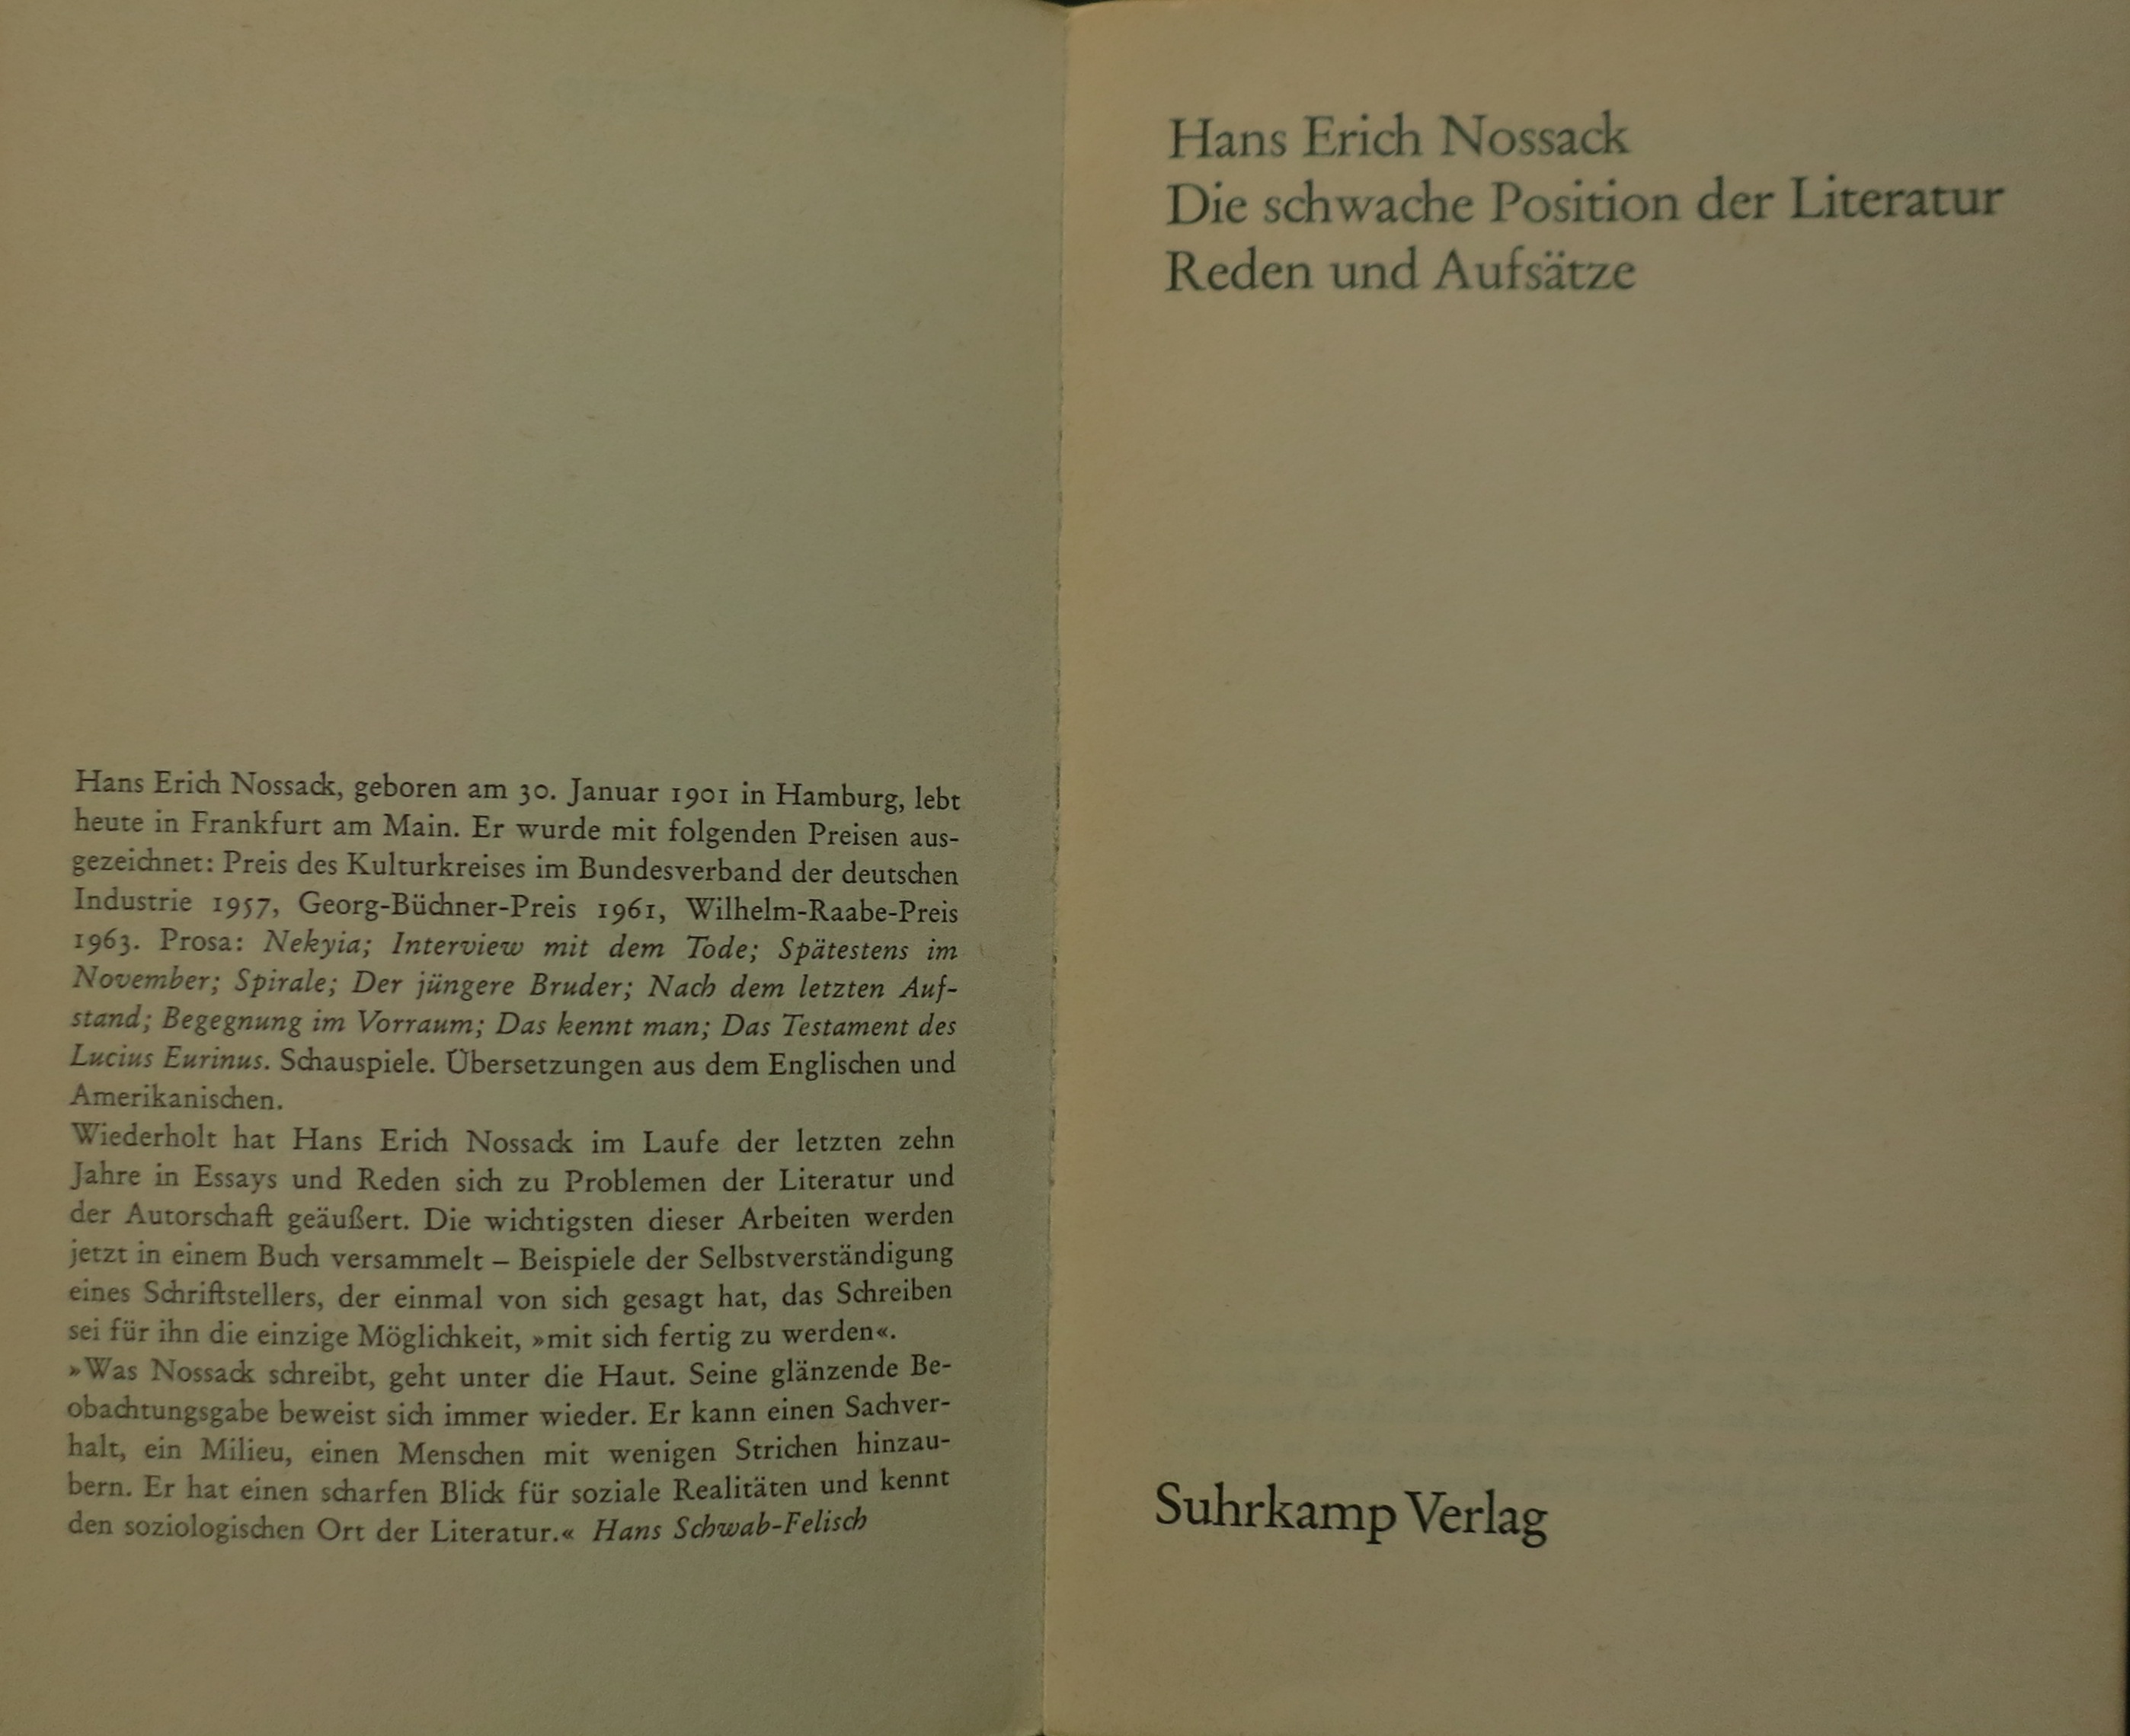 Hans Erich Nossack, geboren am 30. Januar 1901 in Hamburg, lebt
heute in Frankfurt am Main. Er wurde mit folgenden Preisen aus-
gezeichnet: Preis des Kulturkreises im Bundesverband der deutschen
Industrie 1957, Georg-Büchner-Preis 1961, Wilhelm-Raabe-Preis
1963. Prosa: Nekyia; Interview mit dem Tode; Spätestens im
November; Spirale; Der jüngere Bruder; Nach dem letzten Auf-
stand; Begegnung im Vorraum; Das kennt man; Das Testament des
Lucius Eurinus. Schauspiele. Übersetzungen aus dem Englischen und
Amerikanischen.
Wiederholt hat Hans Erich Nossack im Laufe der letzten zehn
Jahre in Essays und Reden sich zu Problemen der Literatur und
der Autorschaft geäußert. Die wichtigsten dieser Arbeiten werden
jetzt in einem Buch versammelt – Beispiele der Selbstverständigung
eines Schriftstellers, der einmal von sich gesagt hat, das Schreiben
sei für ihn die einzige Möglichkeit, »mit sich fertig zu werden«.
»Was Nossack schreibt, geht unter die Haut. Seine glänzende Be-
obachtungsgabe beweist sich immer wieder. Er kann einen Sachver-
halt, ein Milieu, einen Menschen mit wenigen Strichen hinzau-
bern. Er hat einen scharfen Blick für soziale Realitäten und kennt
den soziologischen Ort der Literatur.« Hans Schwab-Felisch
Hans Erich Nossack
Die schwache Position der Literatur
Reden und Aufsätze
Suhrkamp Verlag